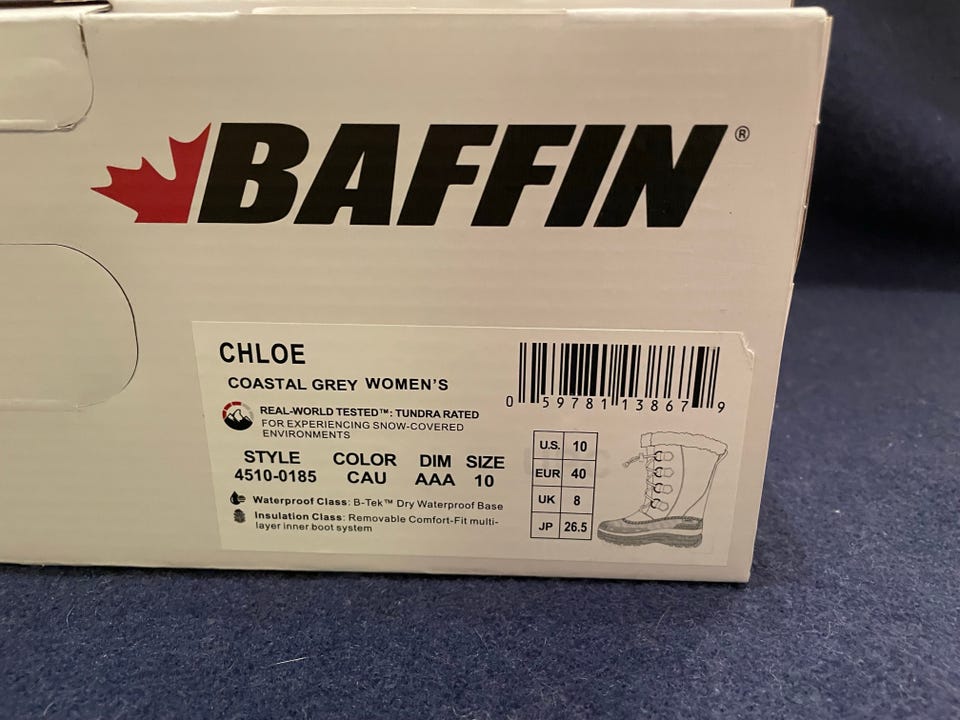 BAFFIN®
CHLOE
COASTAL GREY WOMEN'S
REAL-WORLD TESTED™: TUNDRA RATED
FOR EXPERIENCING SNOW-COVERED
ENVIRONMENTS
STYLE COLOR DIM SIZE
4510-0185 CAU AAA 10
Waterproof Class: B-Tek™ Dry Waterproof Base
Insulation Class: Removable Comfort-Fit multi-
layer inner boot system
0 59781 13867 9
U.S. 10
EUR 40
UK 8
JP 26.5